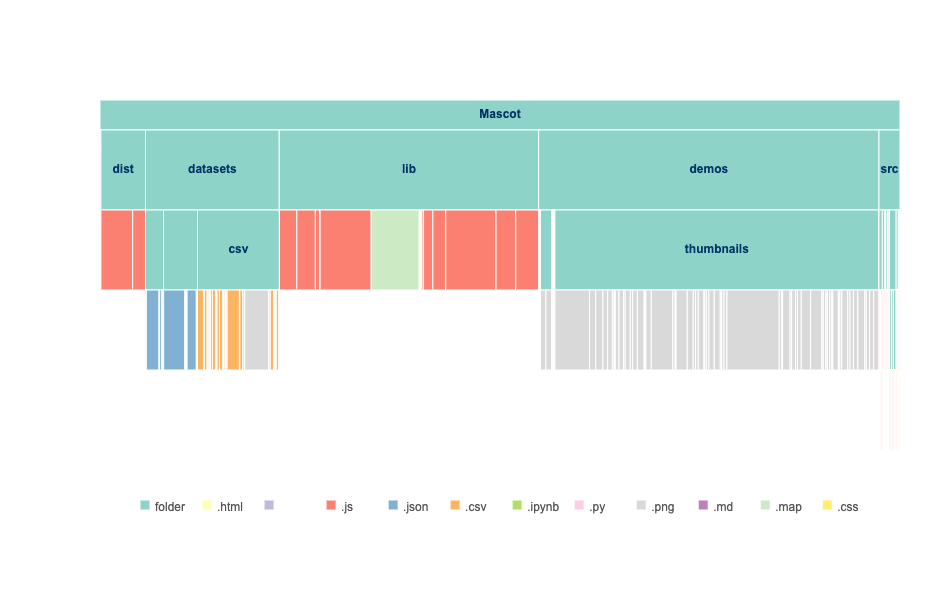 Mascot
dist datasets lib demos src
csv thumbnails
folder .html .js .json .csv .ipynb .py .png .md .map .css